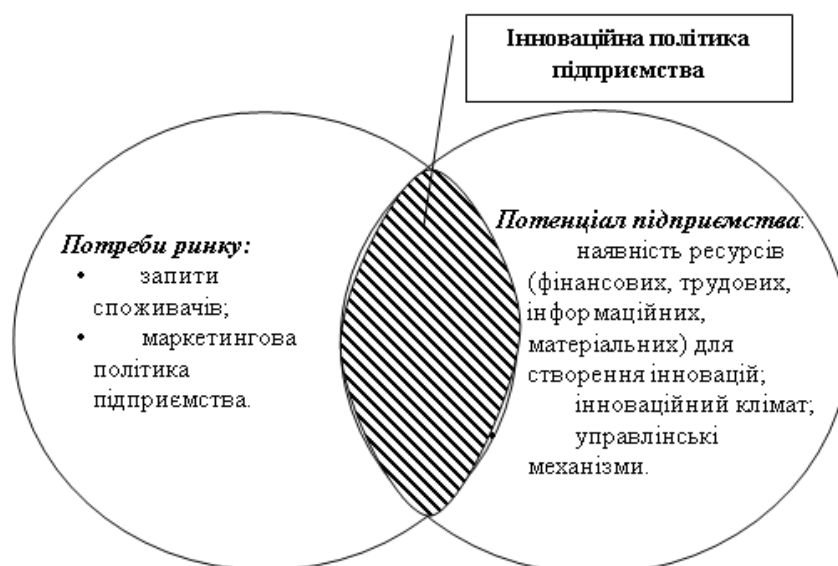 Інноваційна політика
підприємства
Потреби ринку:
• запити
споживачів;
• маркетингова
політика
підприємства.
Потенціал підприємства:
наявність ресурсів
(фінансових, трудових,
інформаційних,
матеріальних) для
створення інновацій;
інноваційний клімат;
управлінські
механізми.